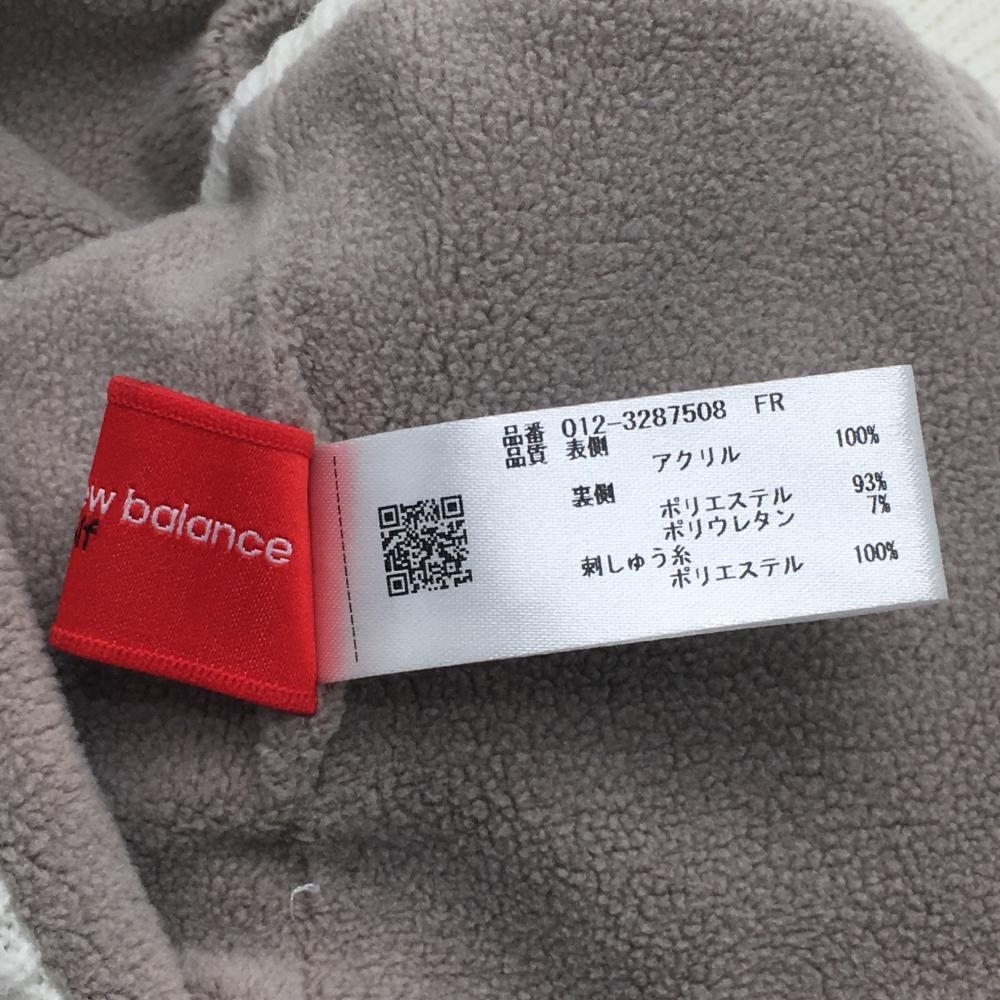 balance
品番 012-3287508 FR
品質 表側
アクリル 100%
裏側
ポリエステル 93%
ポリウレタン 7%
刺しゅう糸
ポリエステル 100%